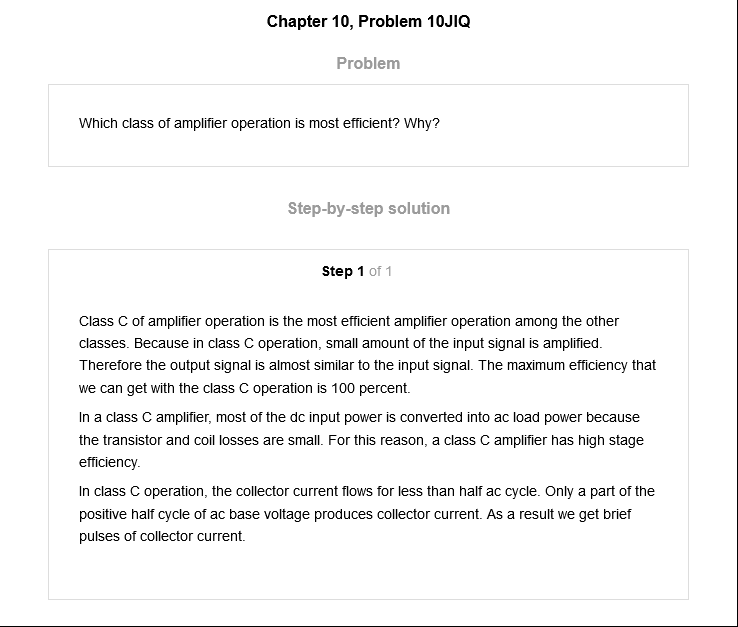 Chapter 10, Problem 10JIQ
Problem
Which class of amplifier operation is most efficient? Why?
Step-by-step solution
Step 1 of 1
Class C of amplifier operation is the most efficient amplifier operation among the other
classes. Because in class C operation, small amount of the input signal is amplified.
Therefore the output signal is almost similar to the input signal. The maximum efficiency that
we can get with the class C operation is 100 percent.
In a class C amplifier, most of the dc input power is converted into ac load power because
the transistor and coil losses are small. For this reason, a class C amplifier has high stage
efficiency.
In class C operation, the collector current flows for less than half ac cycle. Only a part of the
positive half cycle of ac base voltage produces collector current. As a result we get brief
pulses of collector current.